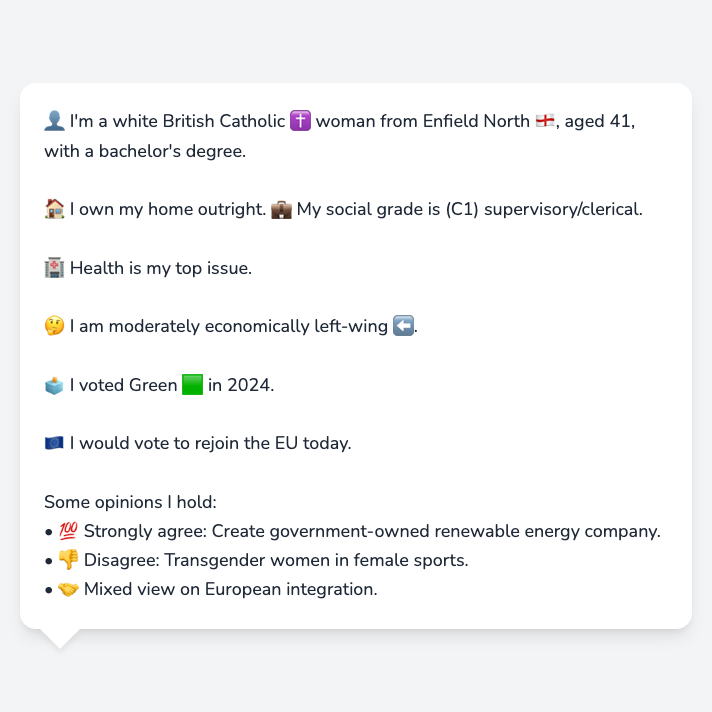 👤 I'm a white British Catholic ✝️ woman from Enfield North 🏴󠁧󠁢󠁥󠁮󠁧󠁿, aged 41,
with a bachelor's degree.
🏠 I own my home outright. 💼 My social grade is (C1) supervisory/clerical.
🏥 Health is my top issue.
🤔 I am moderately economically left-wing ⬅️.
🗳️ I voted Green 🟩 in 2024.
🇪🇺 I would vote to rejoin the EU today.
Some opinions I hold:
• 💯 Strongly agree: Create government-owned renewable energy company.
• 👎 Disagree: Transgender women in female sports.
• 🤝 Mixed view on European integration.